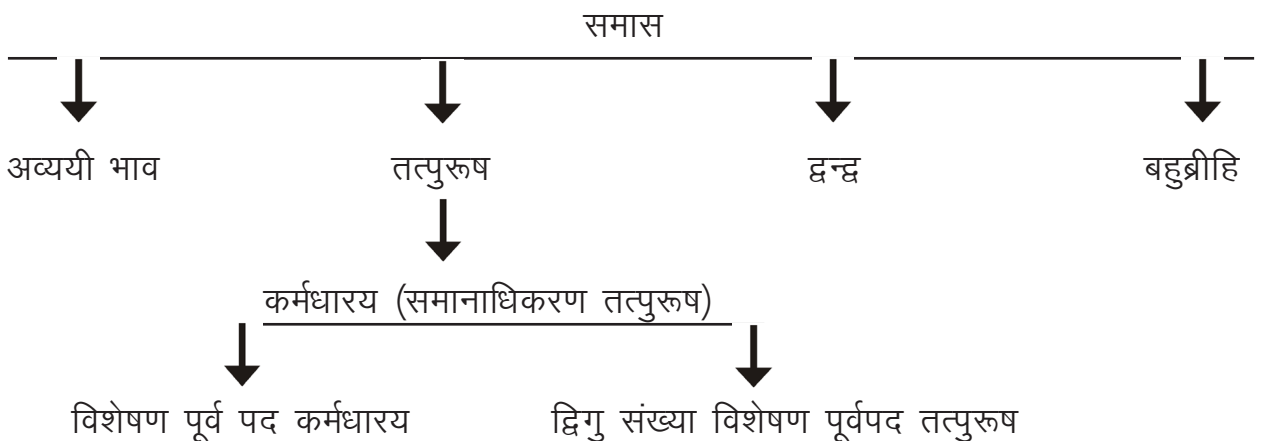 समास
अव्ययी भाव तत्पुरूष द्वन्द्व बहुब्रीहि
कर्मधारय (समानाधिकरण तत्पुरूष)
विशेषण पूर्व पद कर्मधारय द्विगु संख्या विशेषण पूर्वपद तत्पुरूष